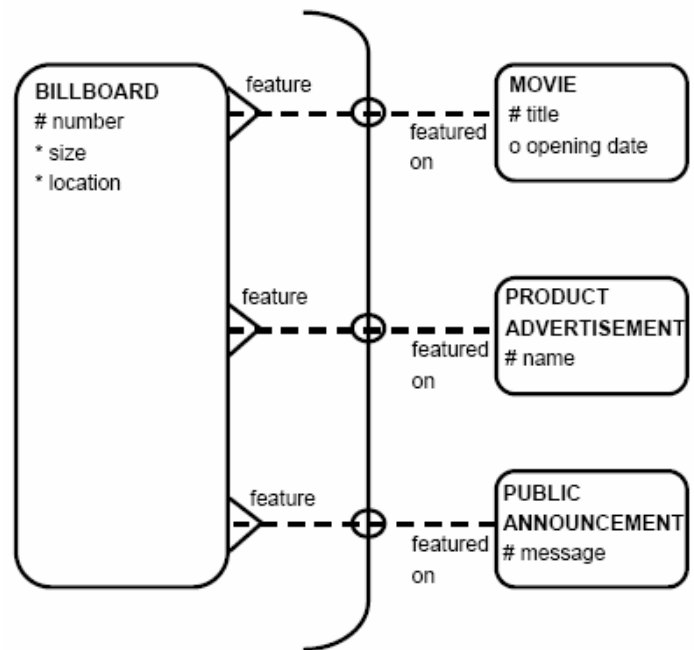 BILLBOARD
# number
* size
* location
feature
featured
on
MOVIE
# title
o opening date
feature
featured
on
PRODUCT
ADVERTISEMENT
# name
feature
featured
on
PUBLIC
ANNOUNCEMENT
# message